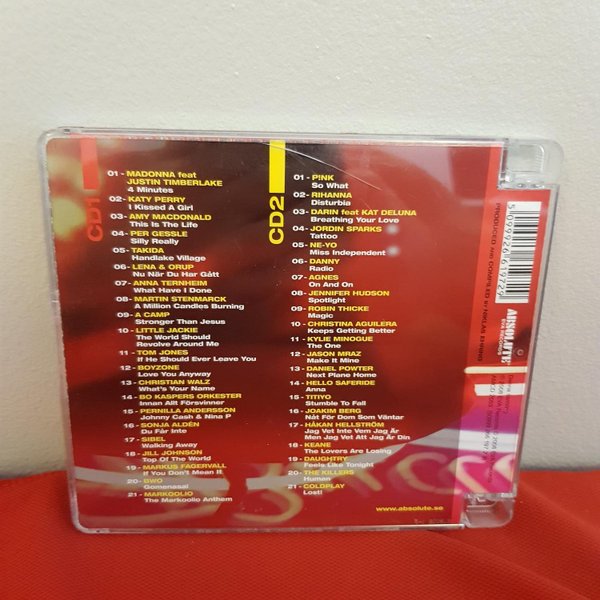 CD1
01- MADONNA feat
JUSTIN TIMBERLAKE
4 Minutes
02- KATY PERRY
I Kissed A Girl
03- AMY MACDONALD
This Is The Life
04- PER GESSLE
Silly Really
05- TAKIDA
Handlake Village
06- LENA & ORUP
Nu När Du Har Gått
07- ANNA TERNHEIM
What Have I Done
08- MARTIN STENMARCK
A Million Candles Burning
09- A CAMP
Stronger Than Jesus
10- LITTLE JACKIE
The World Should
Revolve Around Me
11- TOM JONES
If He Should Ever Leave You
12- BOYZONE
Love You Anyway
13- CHRISTIAN WALZ
What's Your Name
14- BO KASPERS ORKESTER
Innan Allt Försvinner
15- PERNILLA ANDERSSON
Johnny Cash & Nina P
16- SONJA ALDÉN
Du Får Inte
17- SIBEL
Walking Away
18- JILL JOHNSON
Top Of The World
19- MARKUS FAGERVALL
If You Don't Mean It
20- BWO
Gomenasai
21- MARKOOLIO
The Markoolio Anthem
CD2
01- P!NK
So What
02- RIHANNA
Disturbia
03- DARIN feat KAT DELUNA
Breathing Your Love
04- JORDIN SPARKS
Tattoo
05- NE-YO
Miss Independent
06- DANNY
Radio
07- AGNES
On And On
08- JENNIFER HUDSON
Spotlight
09- ROBIN THICKE
Magic
10- CHRISTINA AGUILERA
Keeps Getting Better
11- KYLIE MINOGUE
The One
12- JASON MRAZ
Make It Mine
13- DANIEL POWTER
Next Plane Home
14- HELLO SAFERIDE
Anna
15- TITIYO
Stumble To Fall
16- JOAKIM BERG
Nåt För Dom Som Väntar
17- HÅKAN HELLSTRÖM
Jag Vet Inte Vem Jag Är
Men Jag Vet Att Jag Är Din
18- KEANE
The Lovers Are Losing
19- DAUGHTRY
Feels Like Tonight
20- THE KILLERS
Human
21- COLDPLAY
Lost!
www.absolute.se
5 099926 619729
PRODUCED AND COMPILED BY NIKLAS EHRING
ABSOLUTE
EVA RECORDS